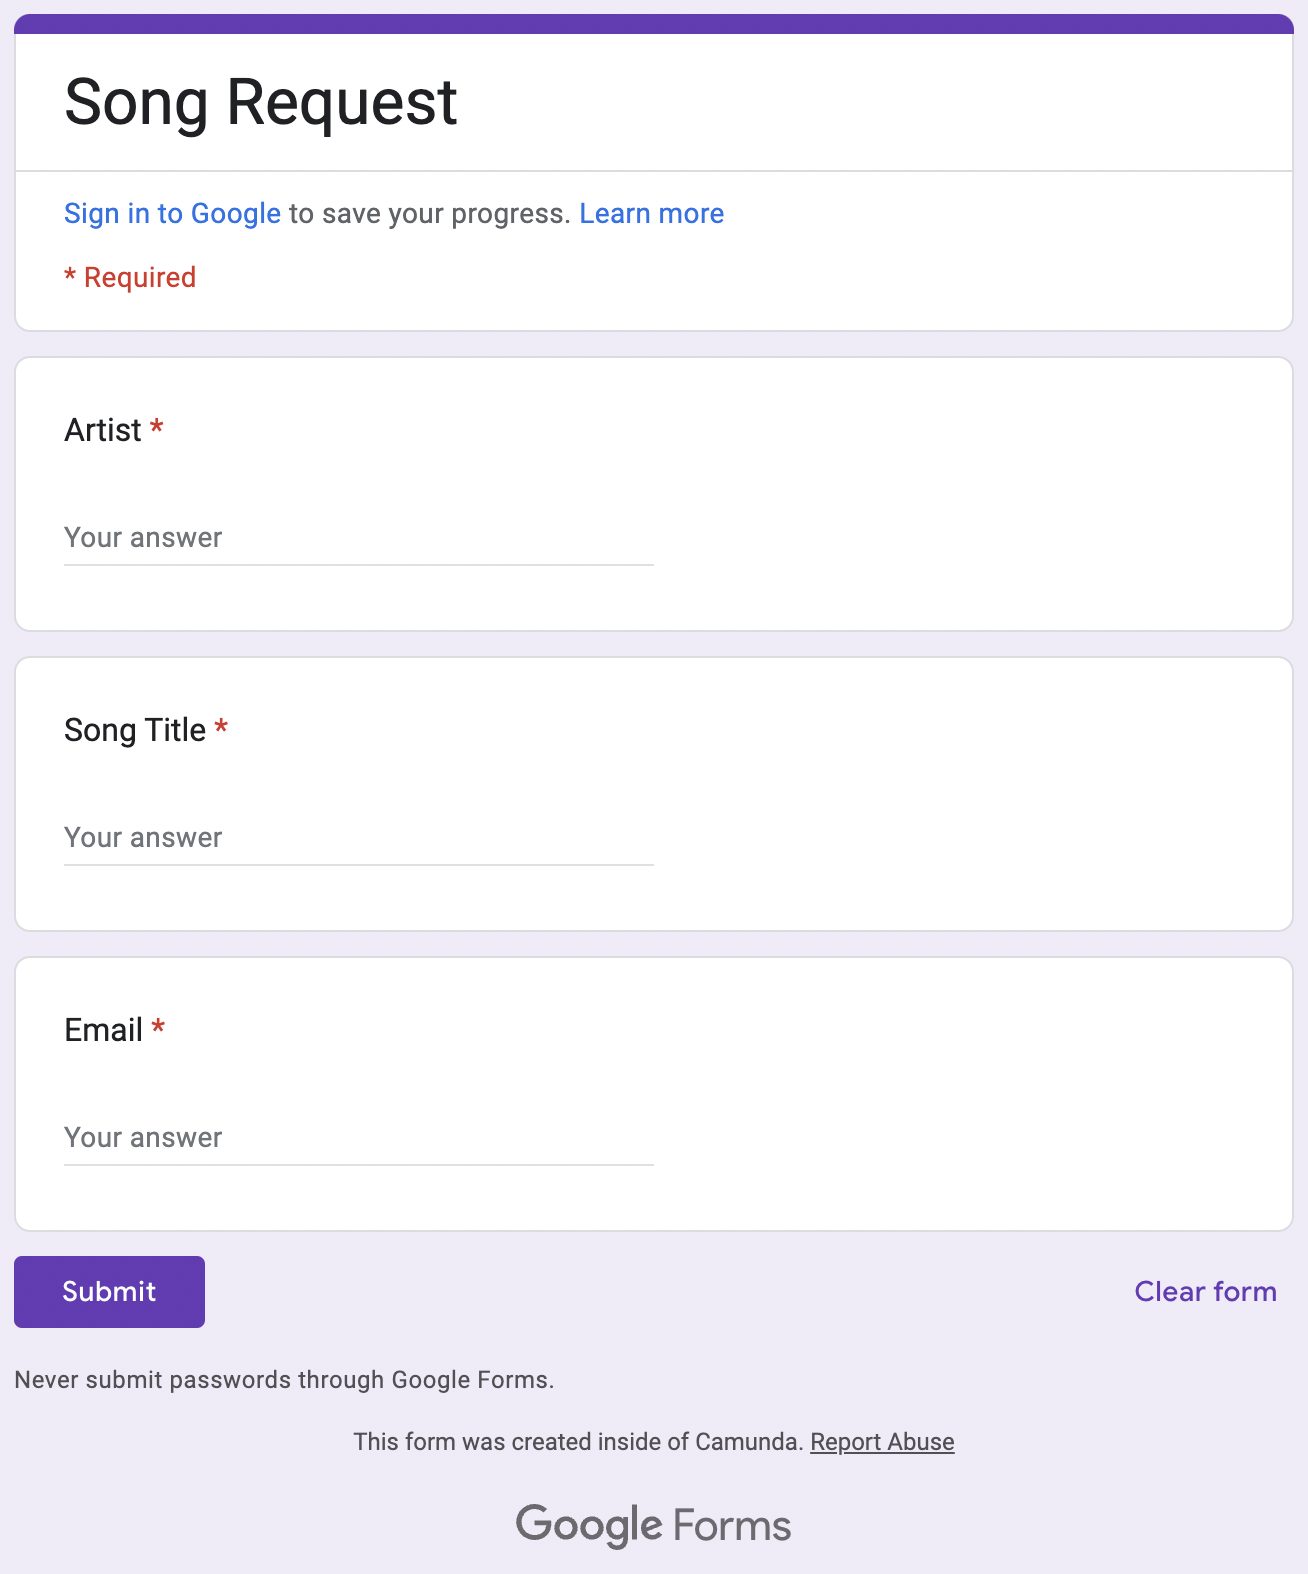 Song Request
Sign in to Google to save your progress. Learn more
* Required
Artist *
Your answer
Song Title *
Your answer
Email *
Your answer
Submit
Clear form
Never submit passwords through Google Forms.
This form was created inside of Camunda. Report Abuse
Google Forms